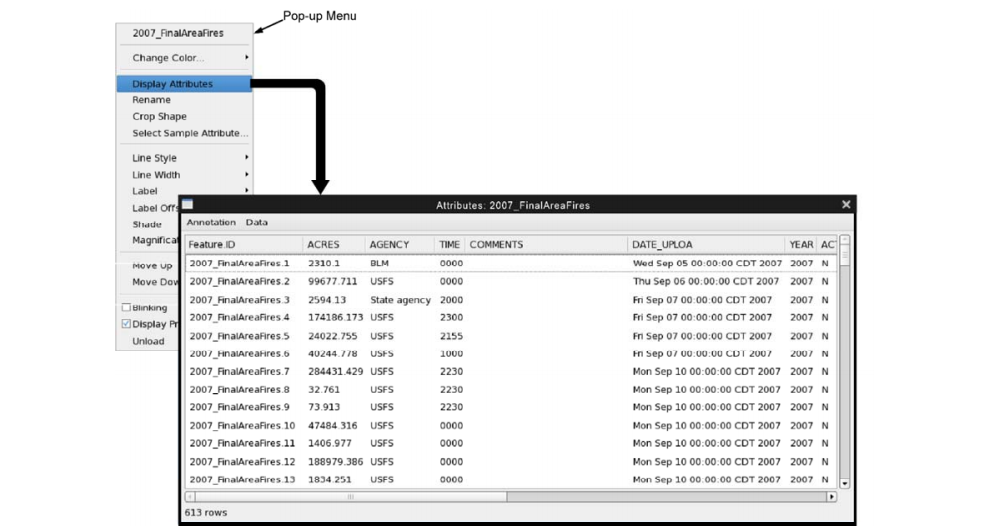 Pop-up Menu
2007_FinalAreaFires
Change Color...
Display Attributes
Rename
Crop Shape
Select Sample Attribute...
Line Style
Line Width
Label
Label Offs
Shade
Magnificat
Move Up
Move Dow
Blinking
Display Pr
Unload
Attributes: 2007_FinalAreaFires
Annotation Data
Feature.ID ACRES AGENCY TIME COMMENTS DATE_UPLOA YEAR AC
2007_FinalAreaFires.1 2310.1 BLM 0000 Wed Sep 05 00:00:00 CDT 2007 2007 N
2007_FinalAreaFires.2 99677.711 USFS 0000 Thu Sep 06 00:00:00 CDT 2007 2007 N
2007_FinalAreaFires.3 2594.13 State agency 2000 Fri Sep 07 00:00:00 CDT 2007 2007 N
2007_FinalAreaFires.4 174186.173 USFS 2300 Fri Sep 07 00:00:00 CDT 2007 2007 N
2007_FinalAreaFires.5 24022.755 USFS 2155 Fri Sep 07 00:00:00 CDT 2007 2007 N
2007_FinalAreaFires.6 40244.778 USFS 1000 Fri Sep 07 00:00:00 CDT 2007 2007 N
2007_FinalAreaFires.7 284431.429 USFS 2230 Mon Sep 10 00:00:00 CDT 2007 2007 N
2007_FinalAreaFires.8 32.761 USFS 2230 Mon Sep 10 00:00:00 CDT 2007 2007 N
2007_FinalAreaFires.9 73.913 USFS 2230 Mon Sep 10 00:00:00 CDT 2007 2007 N
2007_FinalAreaFires.10 47484.316 USFS 0000 Mon Sep 10 00:00:00 CDT 2007 2007 N
2007_FinalAreaFires.11 1406.977 USFS 0000 Mon Sep 10 00:00:00 CDT 2007 2007 N
2007_FinalAreaFires.12 188979.386 USFS 0000 Mon Sep 10 00:00:00 CDT 2007 2007 N
2007_FinalAreaFires.13 1834.251 USFS 0000 Mon Sep 10 00:00:00 CDT 2007 2007 N
613 rows